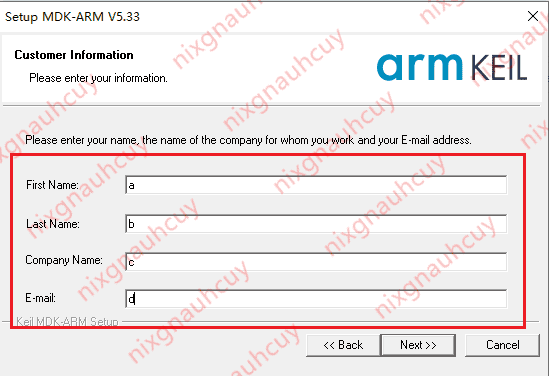 Setup MDK-ARM V5.33
Customer Information
Please enter your information.
arm KEIL
Please enter your name, the name of the company for whom you work and your E-mail address.
First Name: a
Last Name: b
Company Name: c
E-mail: d
Keil MDK-ARM Setup
<< Back Next >> Cancel
nixgnauhcuy
nixgnauhcuy
nixgnauhcuy
nixgnauhcuy
nixgnauhcuy
nixgnauhcuy
nixgnauhcuy
nixgnauhcuy
nixgnauhcuy